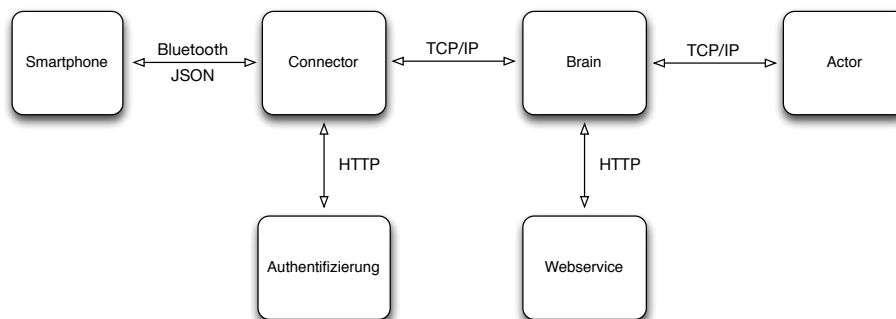 Smartphone
Bluetooth
JSON
Connector
TCP/IP
Brain
TCP/IP
Actor
HTTP
HTTP
Authentifizierung
Webservice